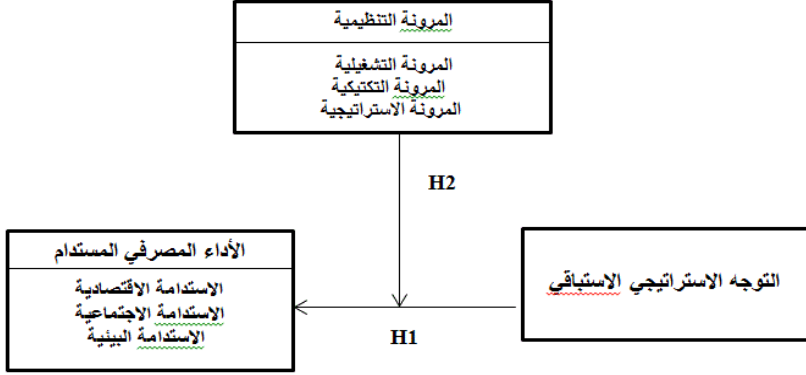 المرونة التنظيمية
المرونة التشغيلية
المرونة التكتيكية
المرونة الاستراتيجية
H2
التوجه الاستراتيجي الاستباقي
الأداء المصرفي المستدام
الاستدامة الاقتصادية
الاستدامة الاجتماعية
الاستدامة البيئية
H1